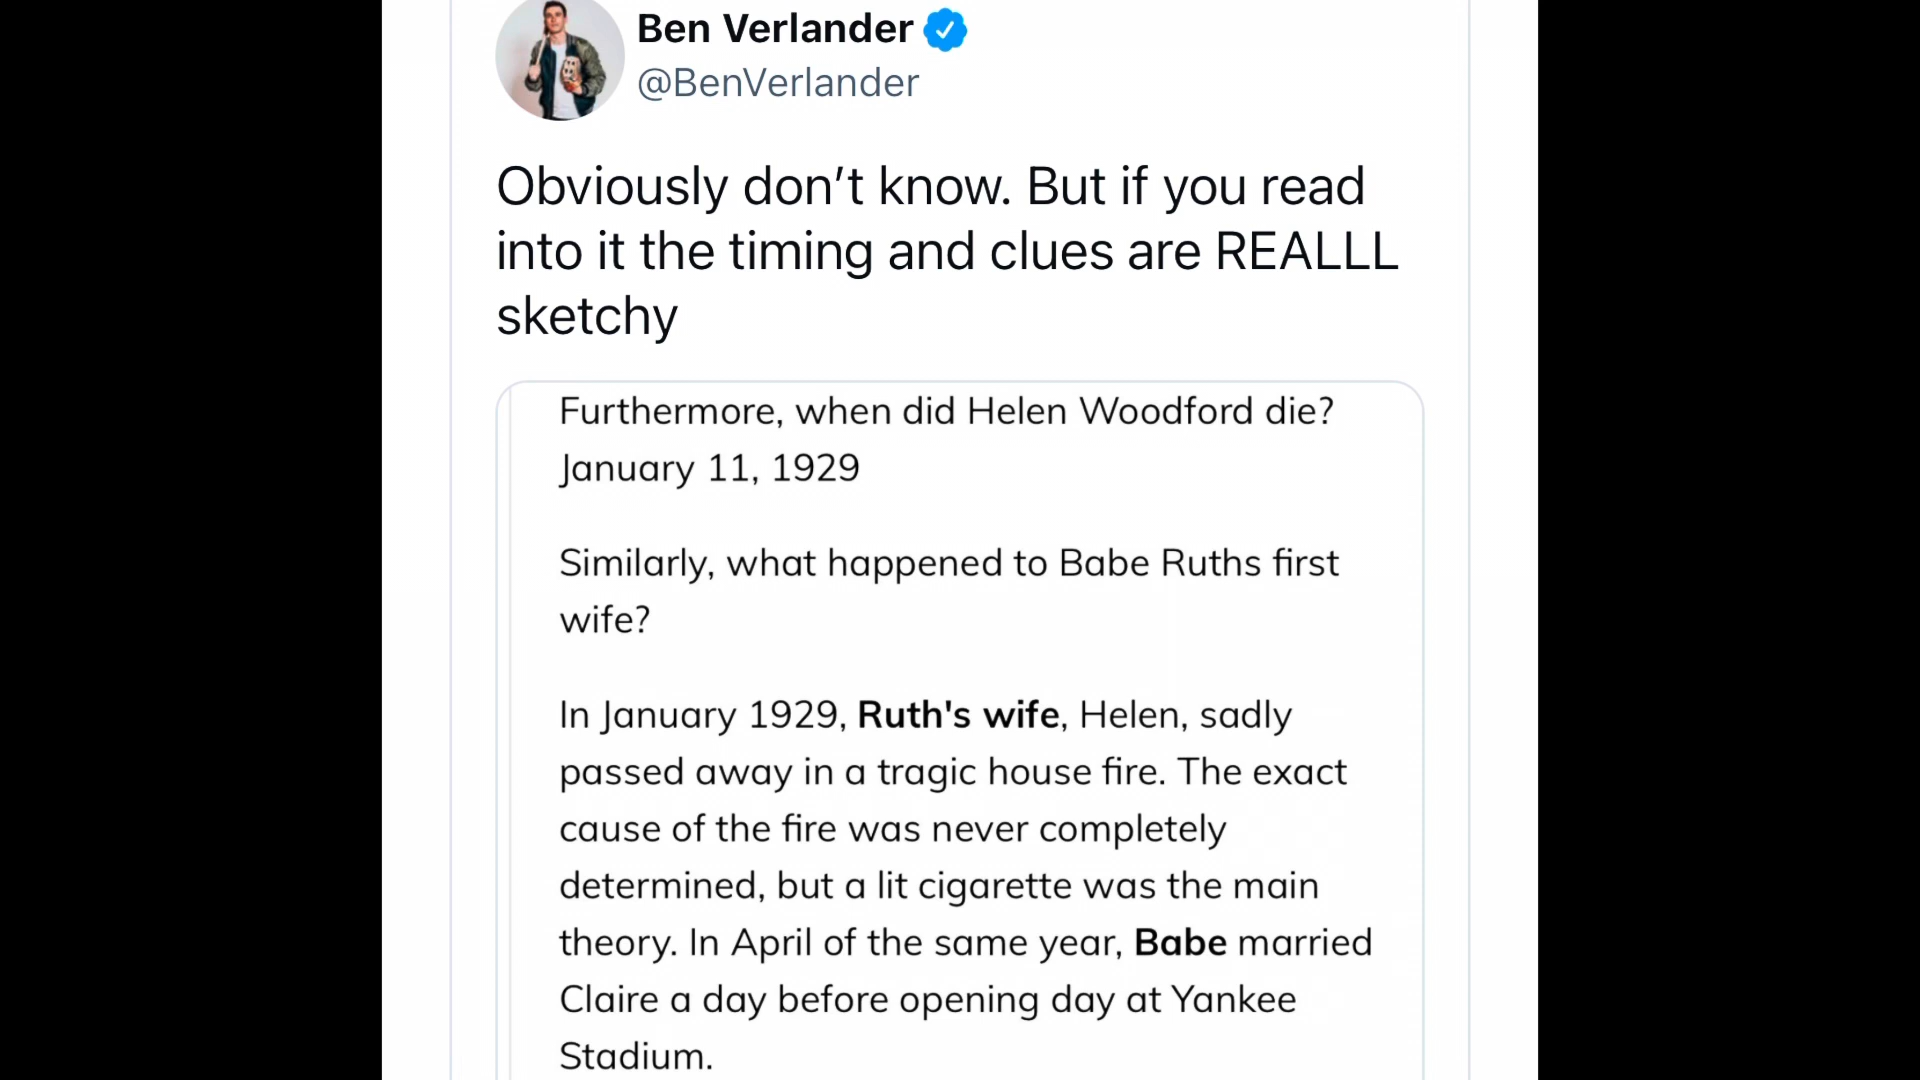 Ben Verlander
@BenVerlander
Obviously don’t know. But if you read
into it the timing and clues are REALLL
sketchy
Furthermore, when did Helen Woodford die?
January 11, 1929
Similarly, what happened to Babe Ruths first
wife?
In January 1929, Ruth's wife, Helen, sadly
passed away in a tragic house fire. The exact
cause of the fire was never completely
determined, but a lit cigarette was the main
theory. In April of the same year, Babe married
Claire a day before opening day at Yankee
Stadium.